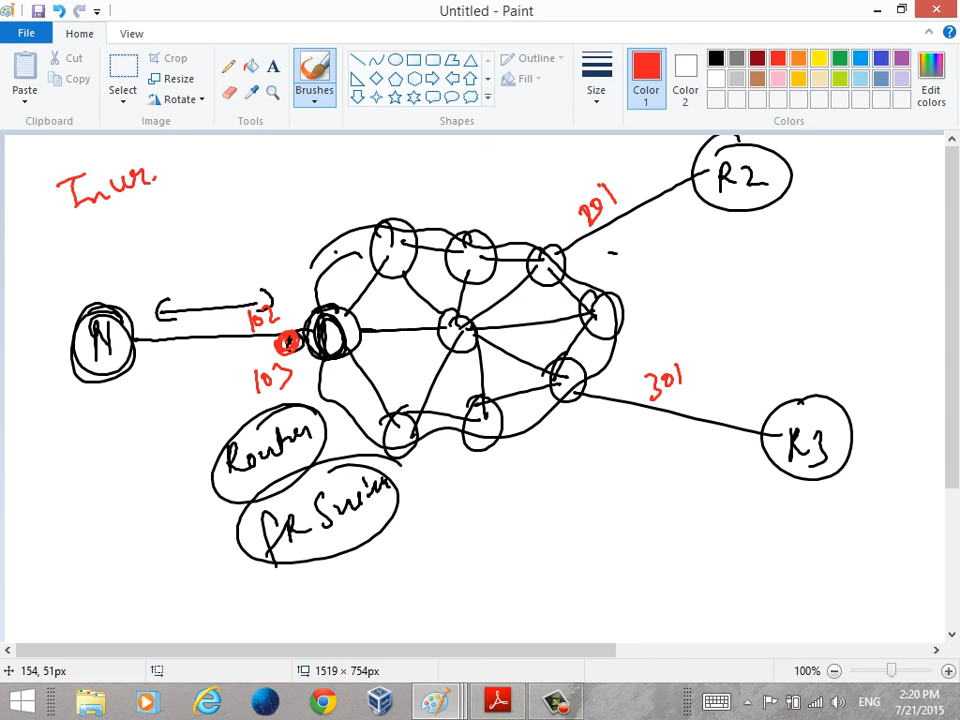 Untitled - Paint
File
Home
View
Paste
Cut
Copy
Clipboard
Select
Crop
Resize
Rotate
Image
A
Tools
Brushes
Outline
Fill
Shapes
Size
Color 1
Color 2
Edit colors
Colors
R2
201
102
103
301
R3
Router
154, 51px
1519 × 754px
100%
ENG
2:20 PM
7/21/2015